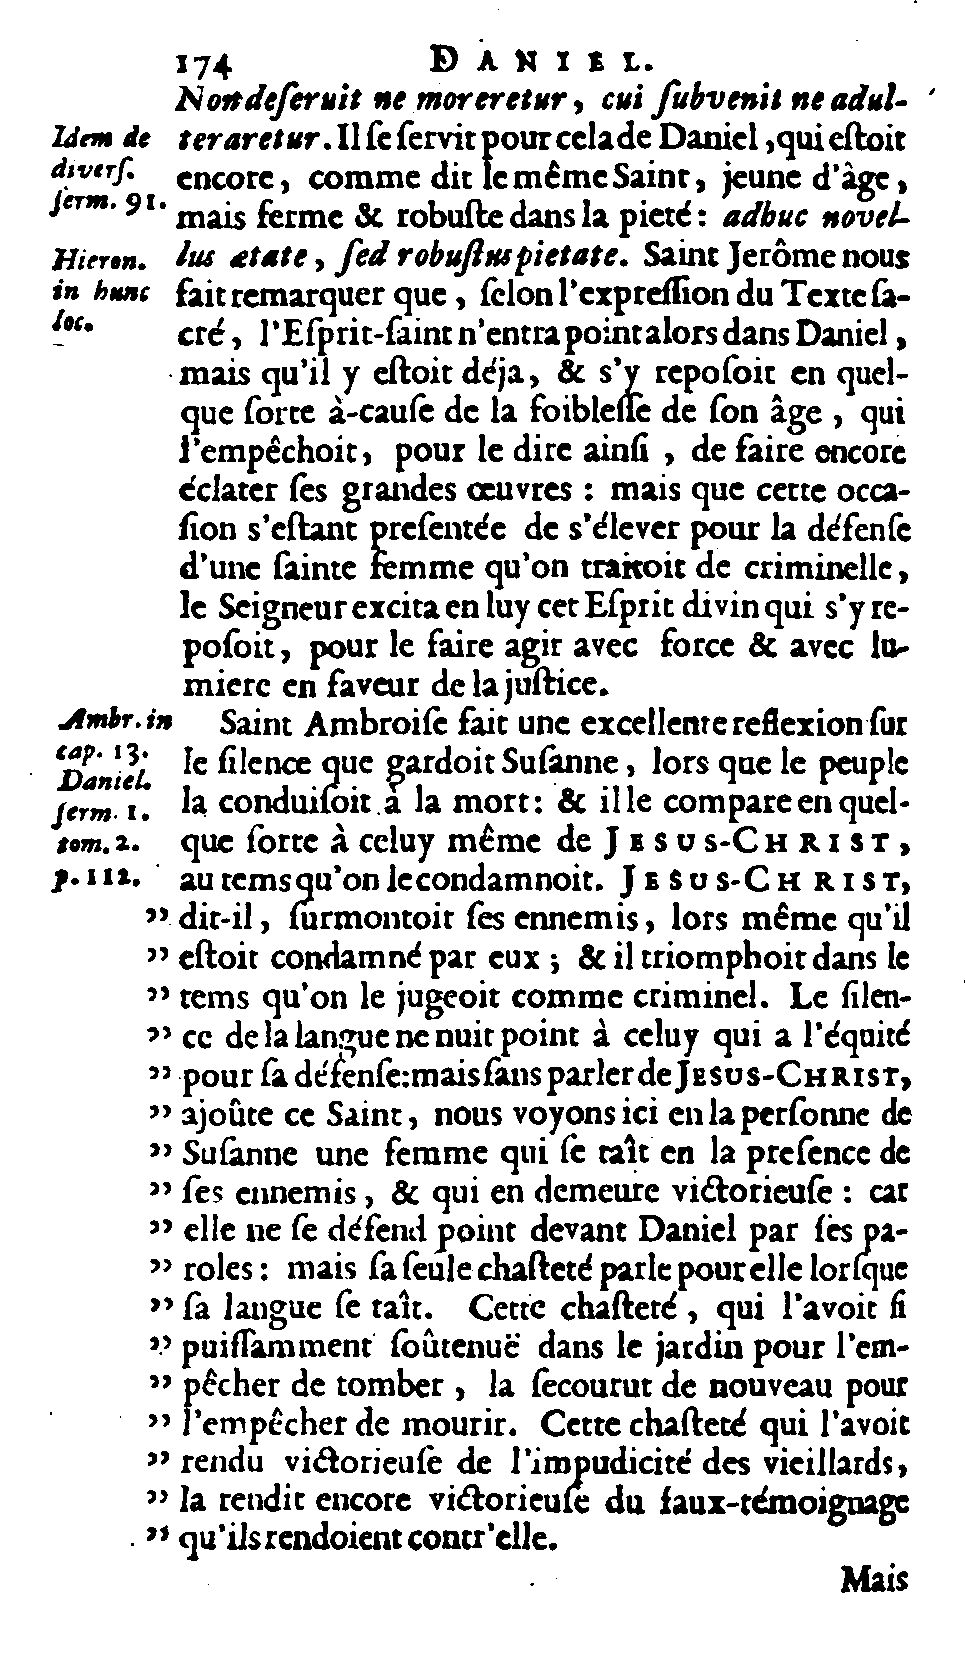 174 DANIEL.
Non deſeruit ne moreretur, cui ſubvenit ne adul-
teraretur. Il ſe ſervit pour cela de Daniel, qui eſtoit
encore, comme dit le même Saint, jeune d'âge,
mais ferme & robuſte dans la pieté: adhuc novel-
lus ætate, ſed robuſtus pietate. Saint Jerôme nous
fait remarquer que, ſelon l'expreſſion du Texte ſa-
cré, l'Eſprit-ſaint n'entra point alors dans Daniel,
mais qu'il y eſtoit déja, & s'y repoſoit en quel-
que ſorte à-cauſe de la foibleſſe de ſon âge, qui
l'empêchoit, pour le dire ainſi, de faire encore
éclater ſes grandes œuvres: mais que cette occa-
ſion s'eſtant preſentée de s'élever pour la défenſe
d'une ſainte femme qu'on traitoit de criminelle,
le Seigneur excita en luy cet Eſprit divin qui s'y re-
poſoit, pour le faire agir avec force & avec lu-
miere en faveur de la juſtice.
Saint Ambroiſe fait une excellente reflexion ſur
le ſilence que gardoit Suſanne, lors que le peuple
la conduiſoit à la mort: & il le compare en quel-
que ſorte à celuy même de JESUS-CHRIST,
au tems qu'on le condamnoit. JESUS-CHRIST,
" dit-il, ſurmontoit ſes ennemis, lors même qu'il
" eſtoit condamné par eux; & il triomphoit dans le
" tems qu'on le jugeoit comme criminel. Le ſilen-
" ce de la langue ne nuit point à celuy qui a l'équité
" pour ſa défenſe: mais ſans parler de JESUS-CHRIST,
" ajoûte ce Saint, nous voyons ici en la perſonne de
" Suſanne une femme qui ſe taît en la preſence de
" ſes ennemis, & qui en demeure victorieuſe: car
" elle ne ſe défend point devant Daniel par ſes pa-
" roles: mais ſa ſeule chaſteté parle pour elle lorſque
" ſa langue ſe taît. Cette chaſteté, qui l'avoit ſi
" puiſſamment ſoûtenuë dans le jardin pour l'em-
" pêcher de tomber, la ſecourut de nouveau pour
" l'empêcher de mourir. Cette chaſteté qui l'avoit
" rendu victorieuſe de l'impudicité des vieillards,
" la rendit encore victorieuſe du faux-témoignage
" qu'ils rendoient contr'elle.
Mais
Idem de
diverſ.
ſerm. 91.
Hieron.
in hunc
loc.
Ambr. in
cap. 13.
Daniel.
ſerm. 1.
tom. 2.
p. 112.